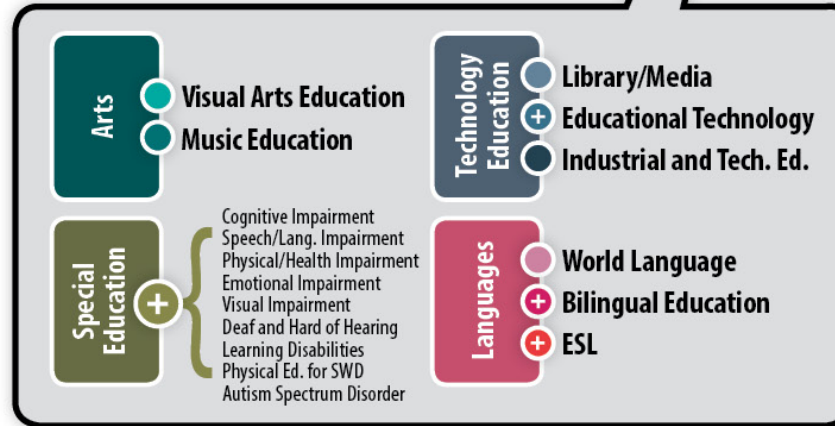 Arts
Visual Arts Education
Music Education
Technology
Education
Library/Media
+ Educational Technology
Industrial and Tech. Ed.
Special
Education
+
Cognitive Impairment
Speech/Lang. Impairment
Physical/Health Impairment
Emotional Impairment
Visual Impairment
Deaf and Hard of Hearing
Learning Disabilities
Physical Ed. for SWD
Autism Spectrum Disorder
Languages
World Language
+ Bilingual Education
+ ESL